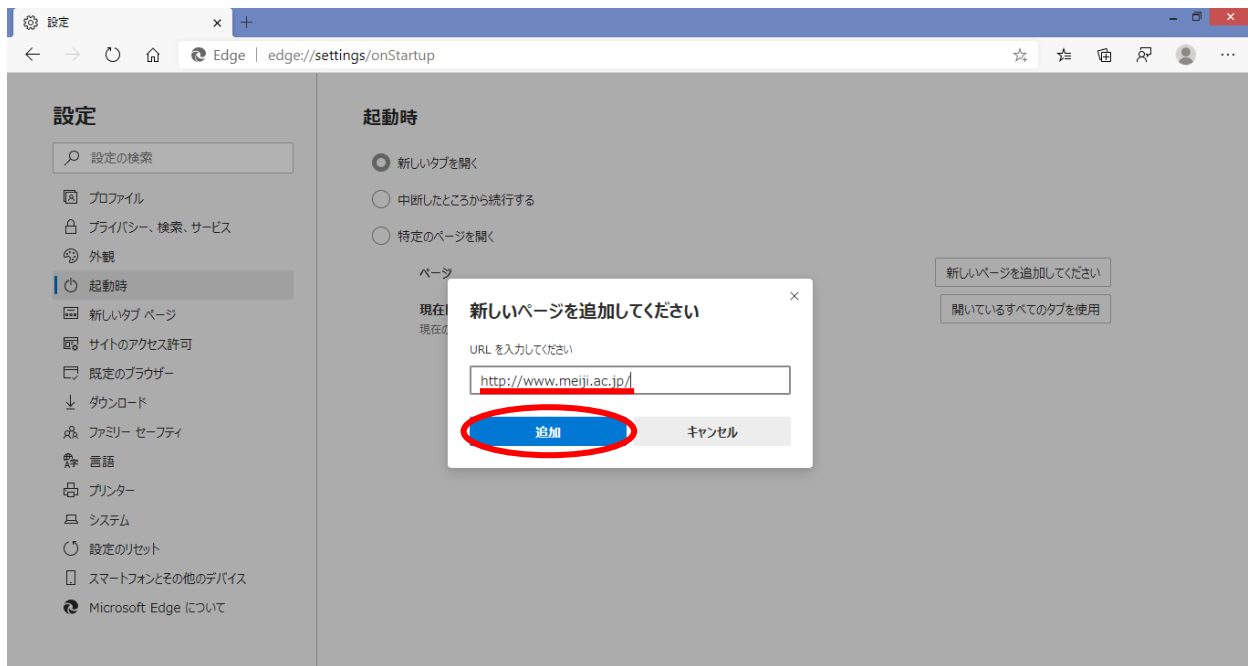 設定
Edge edge://settings/onStartup
設定
設定の検索
プロファイル
プライバシー、検索、サービス
外観
起動時
新しいタブ ページ
サイトのアクセス許可
既定のブラウザー
ダウンロード
ファミリー セーフティ
言語
プリンター
システム
設定のリセット
スマートフォンとその他のデバイス
Microsoft Edge について
起動時
新しいタブを開く
中断したところから続行する
特定のページを開く
ページ
新しいページを追加してください
現在
開いているすべてのタブを使用
現在の
新しいページを追加してください
URL を入力してください
http://www.meiji.ac.jp/
追加
キャンセル